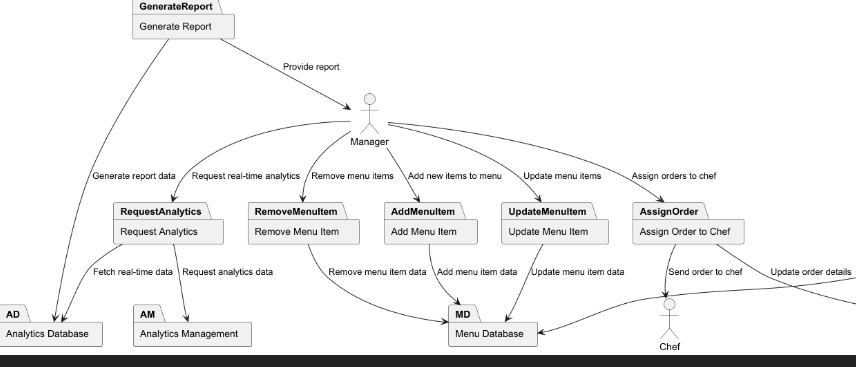 GenerateReport
Generate Report
Provide report
Manager
Generate report data
Request real-time analytics
Remove menu items
Add new items to menu
Update menu items
Assign orders to chef
RequestAnalytics
Request Analytics
RemoveMenuItem
Remove Menu Item
AddMenuItem
Add Menu Item
UpdateMenuItem
Update Menu Item
AssignOrder
Assign Order to Chef
Fetch real-time data
Request analytics data
Remove menu item data
Add menu item data
Update menu item data
Send order to chef
Update order details
AD
Analytics Database
AM
Analytics Management
MD
Menu Database
Chef